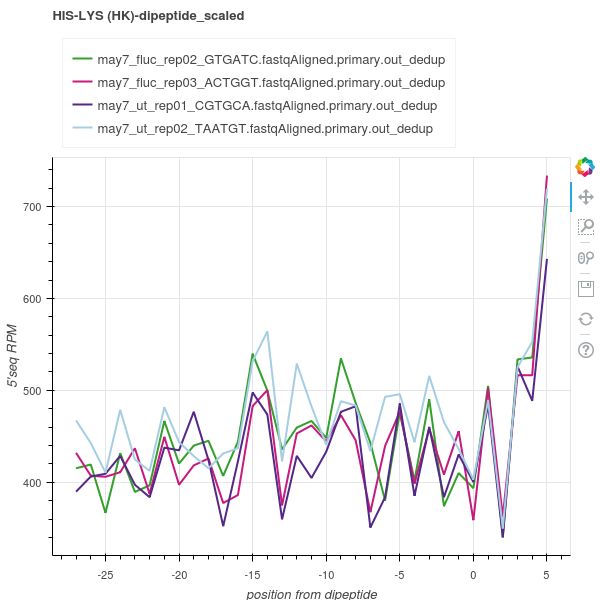 HIS-LYS (HK)-dipeptide_scaled
may7_fluc_rep02_GTGATC.fastqAligned.primary.out_dedup
may7_fluc_rep03_ACTGGT.fastqAligned.primary.out_dedup
may7_ut_rep01_CGTGCA.fastqAligned.primary.out_dedup
may7_ut_rep02_TAATGT.fastqAligned.primary.out_dedup
700
600
500
400
5'seq RPM
-25
-20
-15
-10
-5
0
5
position from dipeptide